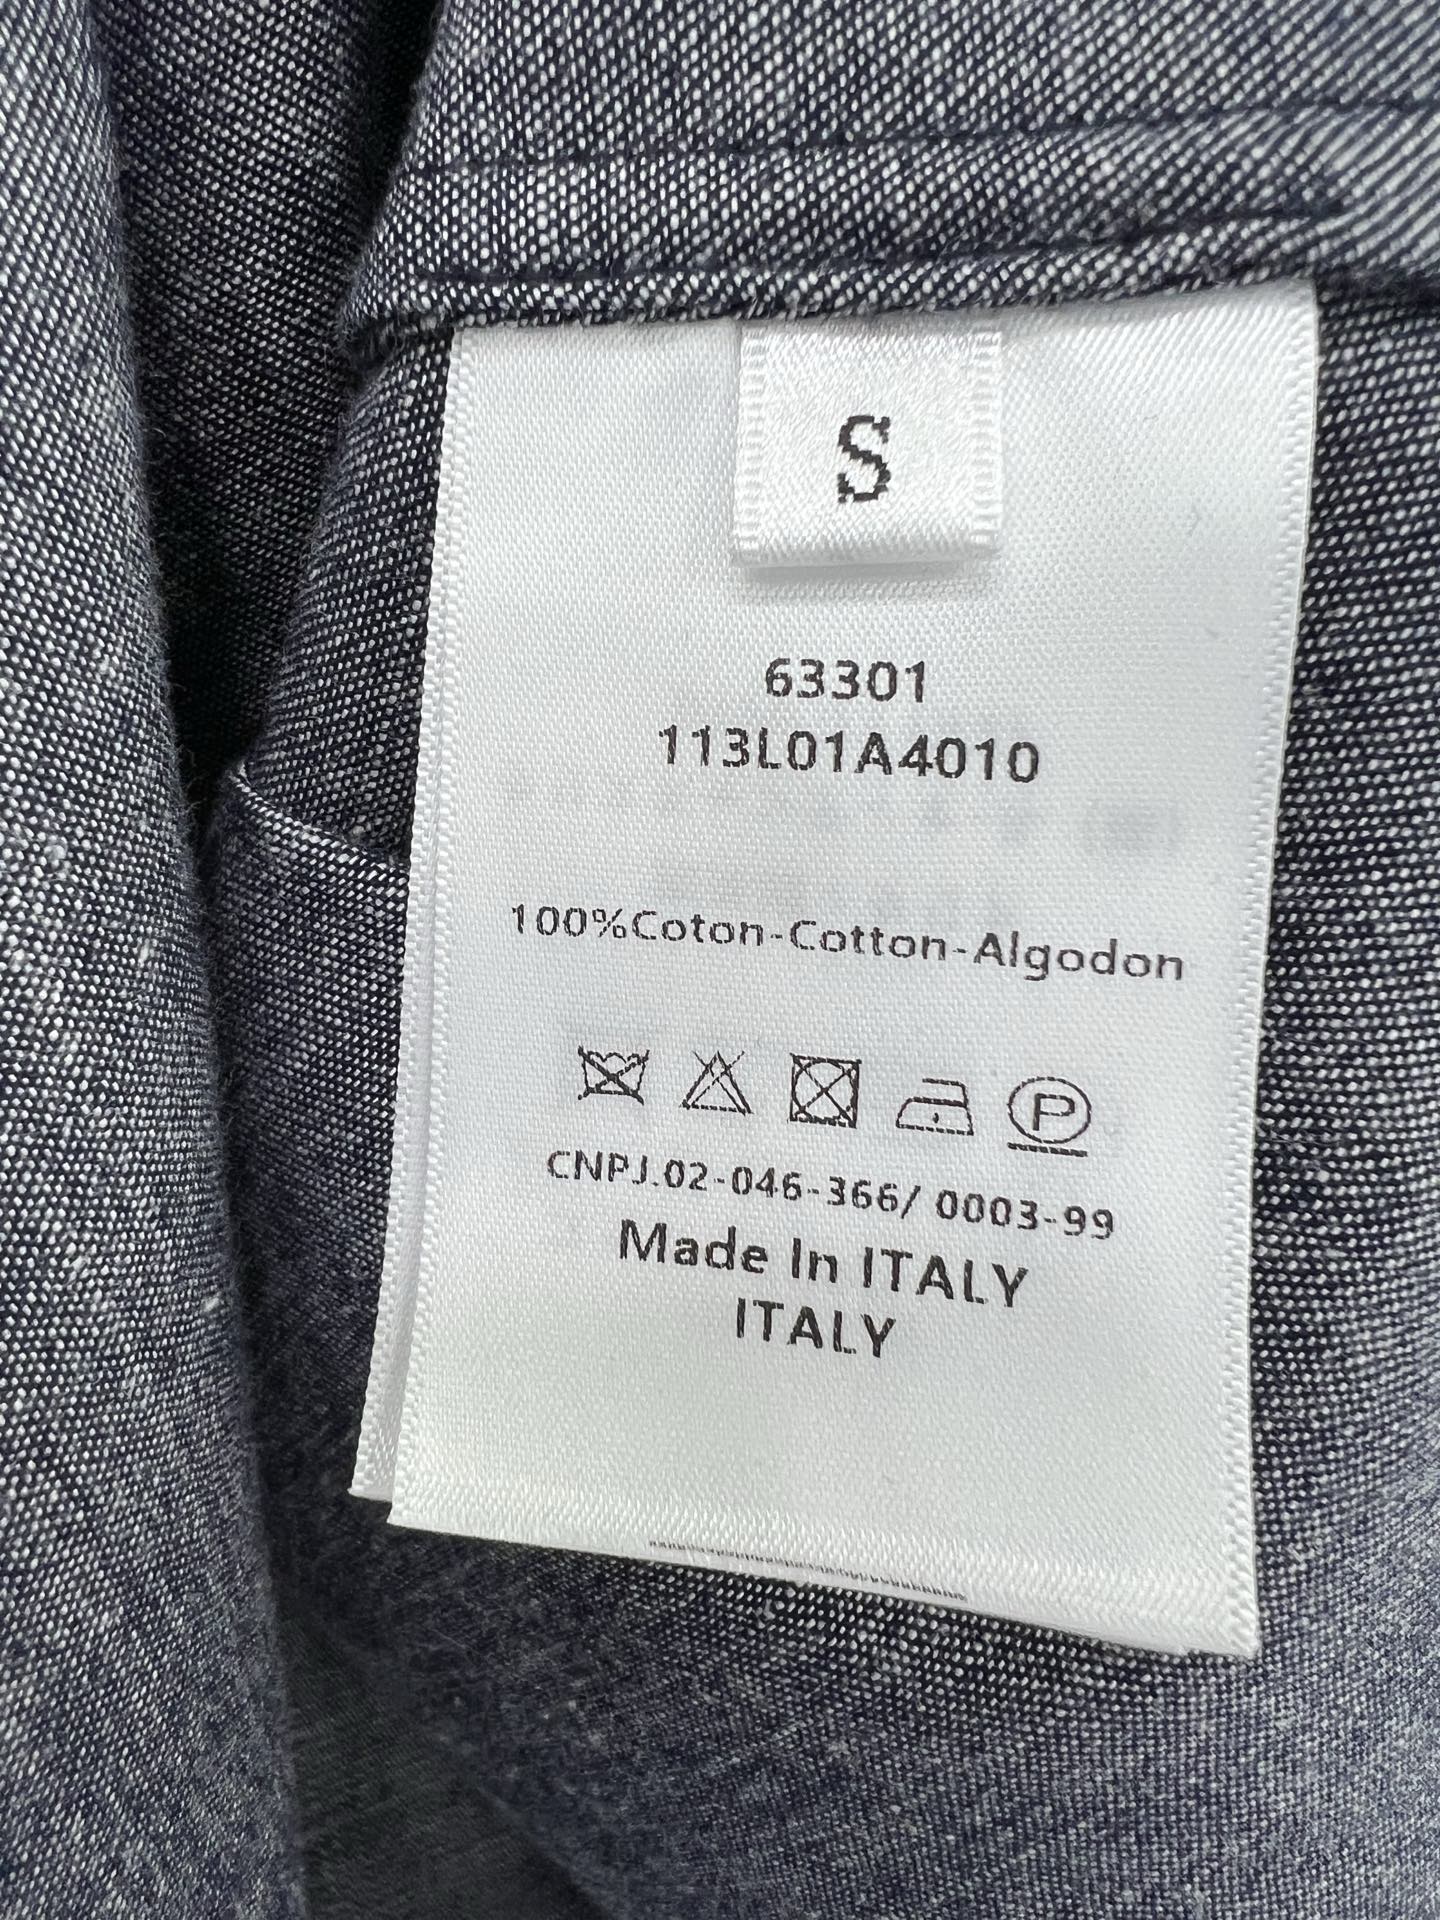 S
63301
113L01A4010
100%Coton-Cotton-Algodon
P
CNPJ.02-046-366/ 0003-99
Made In ITALY
ITALY